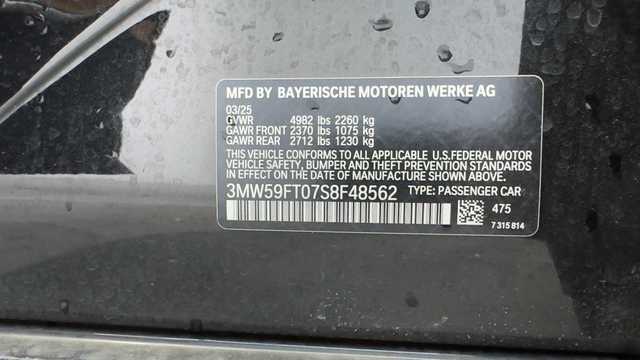 MFD BY BAYERISCHE MOTOREN WERKE AG
03/25
GVWR 4982 lbs 2260 kg
GAWR FRONT 2370 lbs 1075 kg
GAWR REAR 2712 lbs 1230 kg
THIS VEHICLE CONFORMS TO ALL APPLICABLE U.S.FEDERAL MOTOR
VEHICLE SAFETY, BUMPER AND THEFT PREVENTION STANDARDS
IN EFFECT ON THE DATE OF MANUFACTURE SHOWN ABOVE.
3MW59FT07S8F48562 TYPE: PASSENGER CAR
475
7 315 814